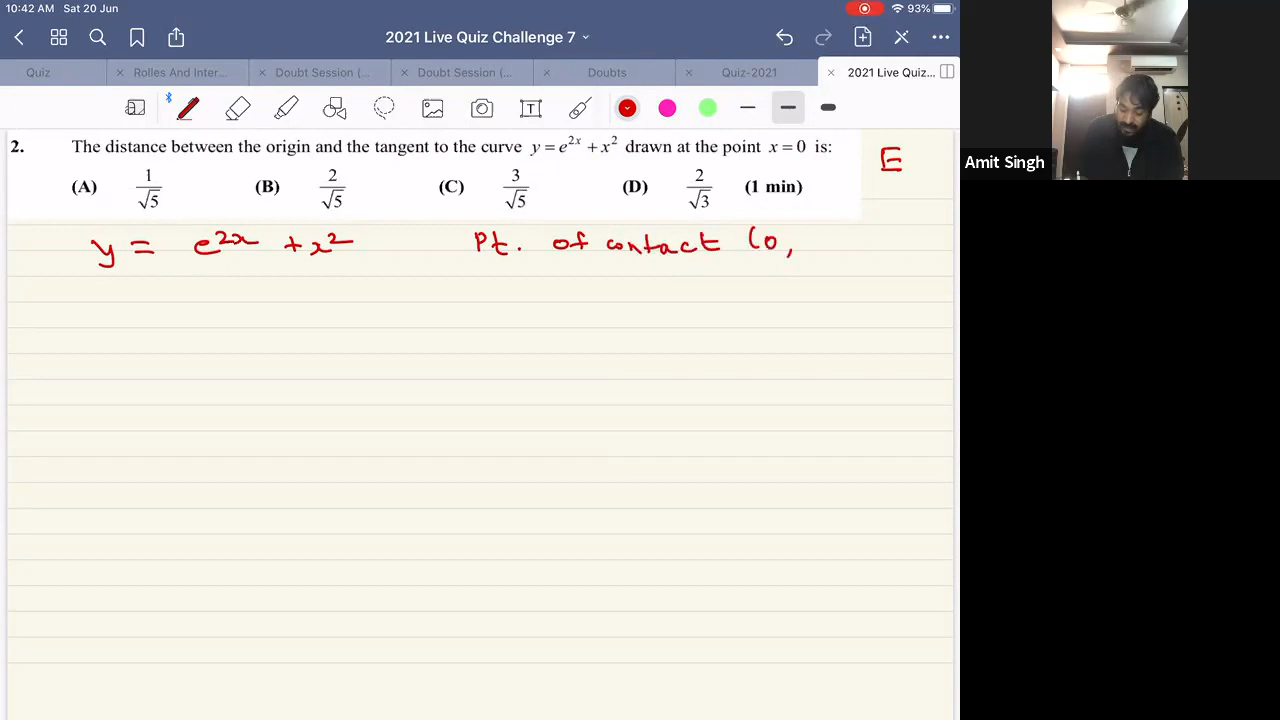 10:42 AM Sat 20 Jun
93%
2021 Live Quiz Challenge 7
Quiz
Rolles And Inter...
Doubt Session (...
Doubt Session (...
Doubts
Quiz-2021
2021 Live Quiz...
2. The distance between the origin and the tangent to the curve y = e^{2x} + x^2 drawn at the point x = 0 is: E
(A) 1/√5 (B) 2/√5 (C) 3/√5 (D) 2/√3 (1 min)
y = e^{2x} + x^2 Pt. of contact (0,
Amit Singh